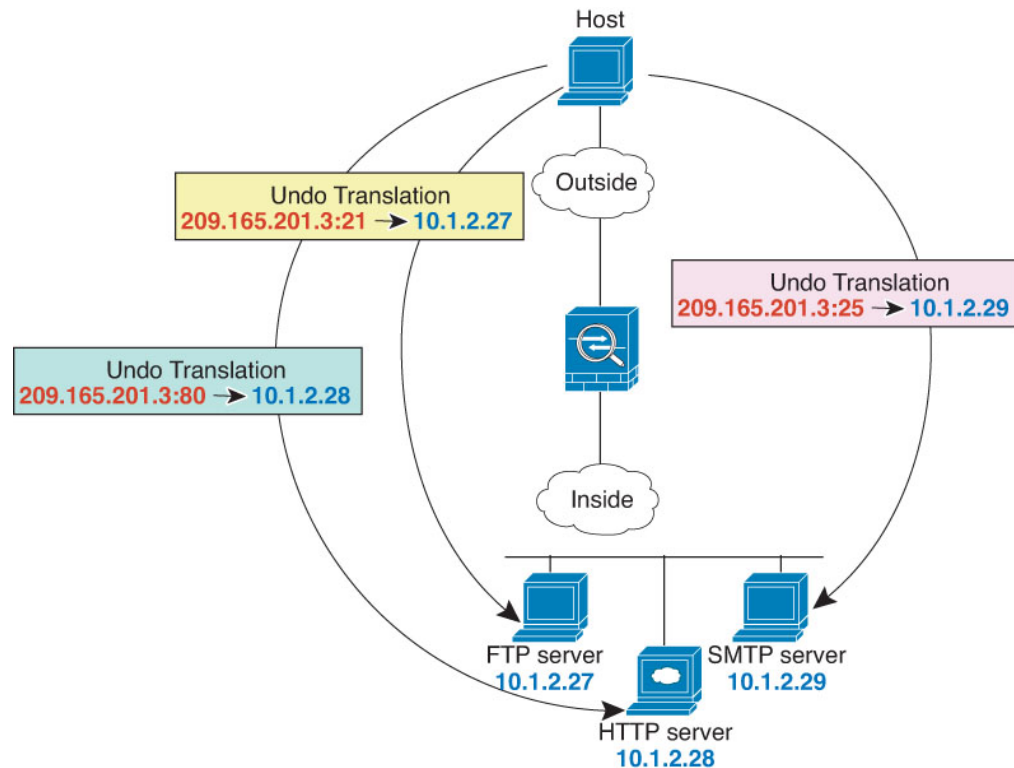 Host
Outside
Undo Translation
209.165.201.3:21 → 10.1.2.27
Undo Translation
209.165.201.3:25 → 10.1.2.29
Undo Translation
209.165.201.3:80 → 10.1.2.28
Inside
FTP server
10.1.2.27
SMTP server
10.1.2.29
HTTP server
10.1.2.28